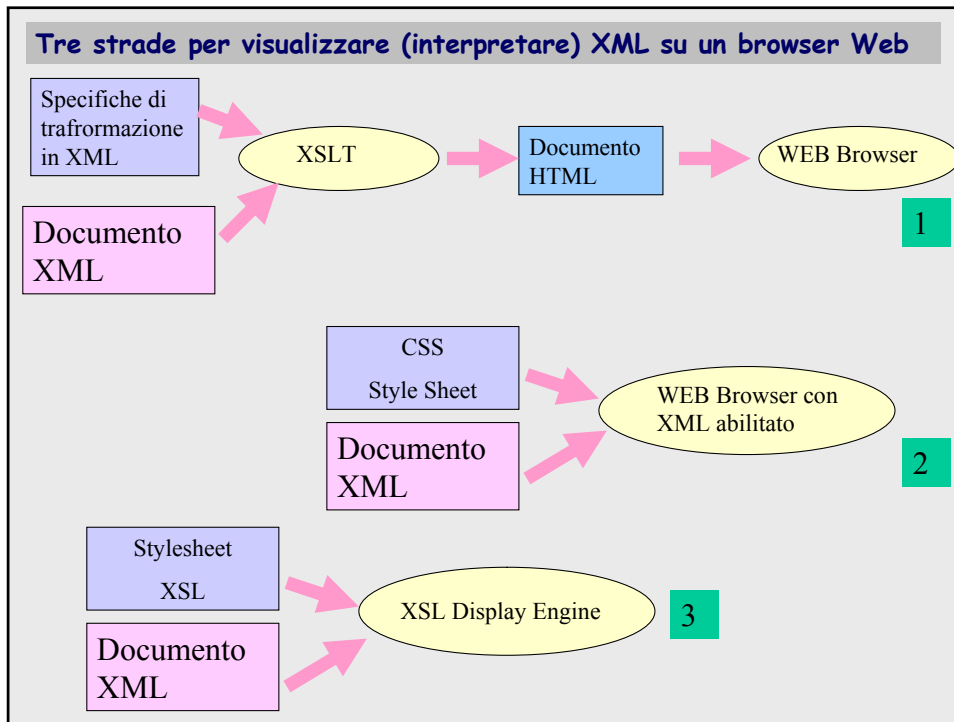 Tre strade per visualizzare (interpretare) XML su un browser Web
Specifiche di
trafrormazione
in XML
XSLT
Documento
HTML
WEB Browser
1
Documento
XML
CSS
Style Sheet
WEB Browser con
XML abilitato
Documento
XML
2
Stylesheet
XSL
XSL Display Engine
3
Documento
XML